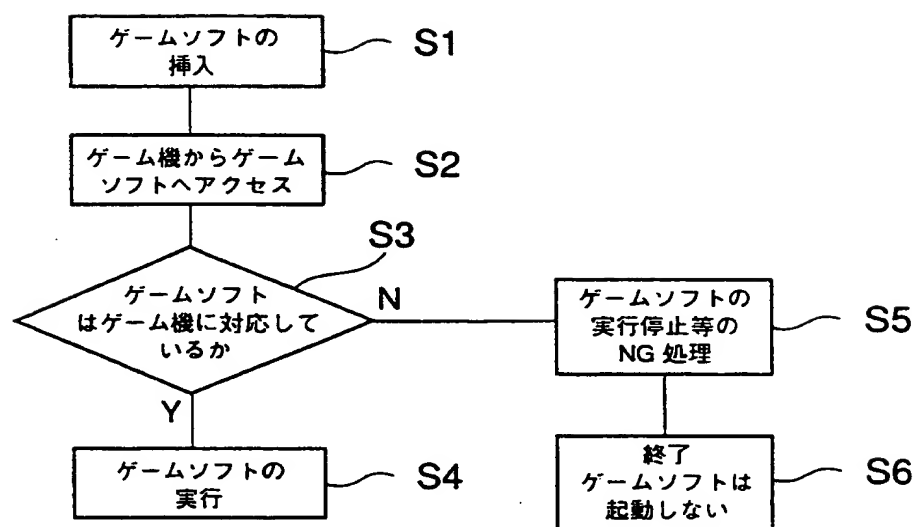 ゲームソフトの
挿入
S1
ゲーム機からゲーム
ソフトへアクセス
S2
S3
ゲームソフト
はゲーム機に対応して
いるか
N
Y
ゲームソフトの
実行
S4
ゲームソフトの
実行停止等の
NG 処理
S5
終了
ゲームソフトは
起動しない
S6